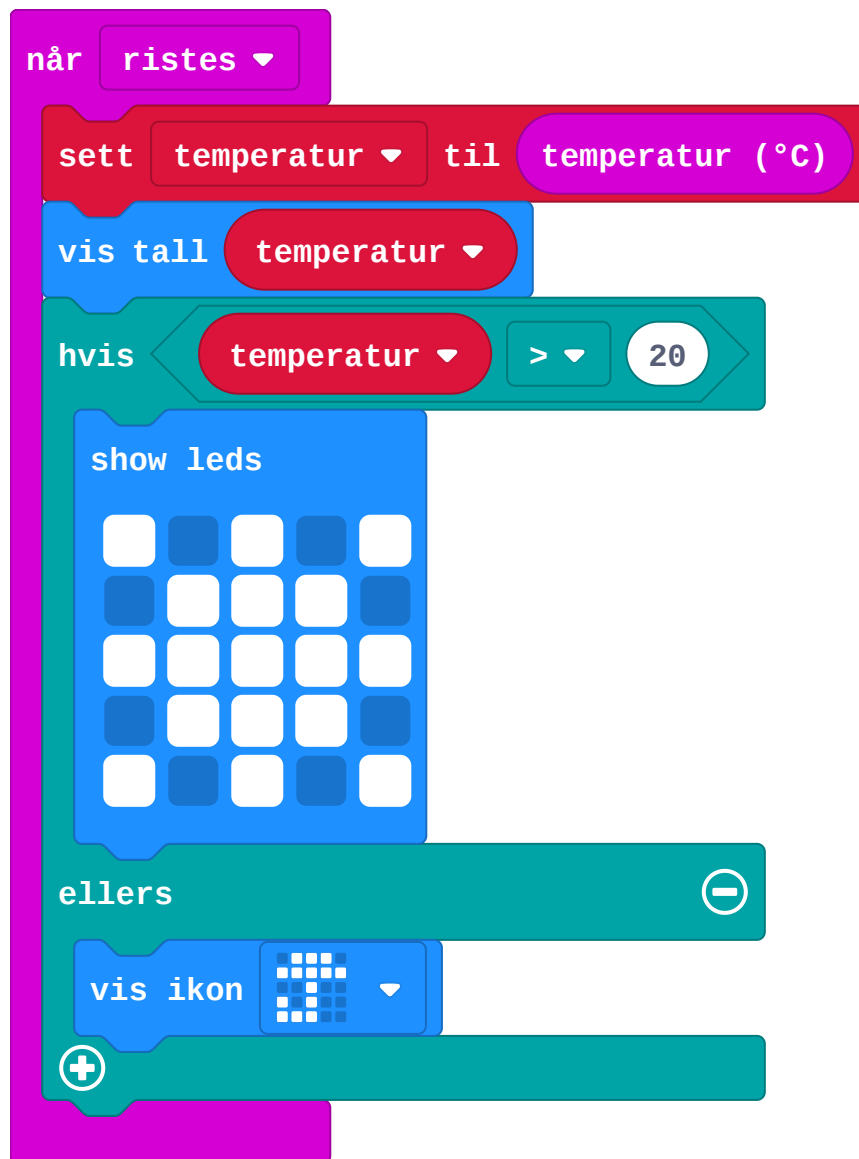 når ristes
sett temperatur til temperatur (°C)
vis tall temperatur
hvis temperatur > 20
show leds
ellers
vis ikon